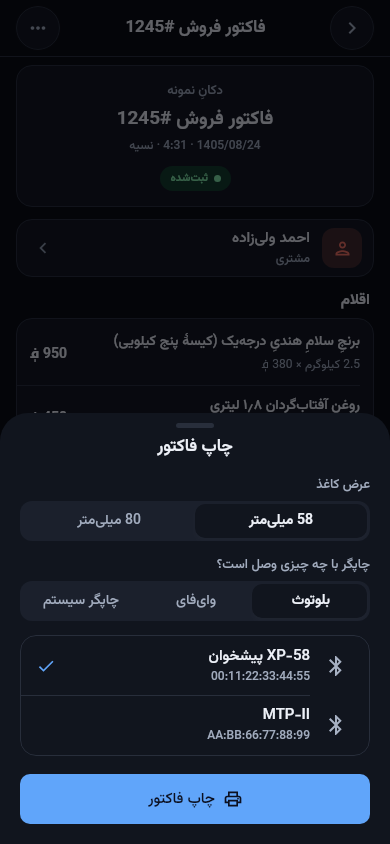 فاکتور فروش #1245
دکان نمونه
فاکتور فروش #1245
1405/08/24 · 4:31 · نسیه
ثبت‌شده
احمد ولی‌زاده
مشتری
اقلام
برنجِ سلامِ هندیِ درجه‌یک (کیسهٔ پنج کیلویی)
950 ؋
2.5 کیلوگرم × 380 ؋
روغن آفتاب‌گردان ۱٫۸ لیتری
چاپ فاکتور
عرض کاغذ
58 میلی‌متر
80 میلی‌متر
چاپگر با چه چیزی وصل است؟
بلوتوث
وای‌فای
چاپگر سیستم
XP-58 پیشخوان
00:11:22:33:44:55
MTP-II
AA:BB:66:77:88:99
چاپ فاکتور